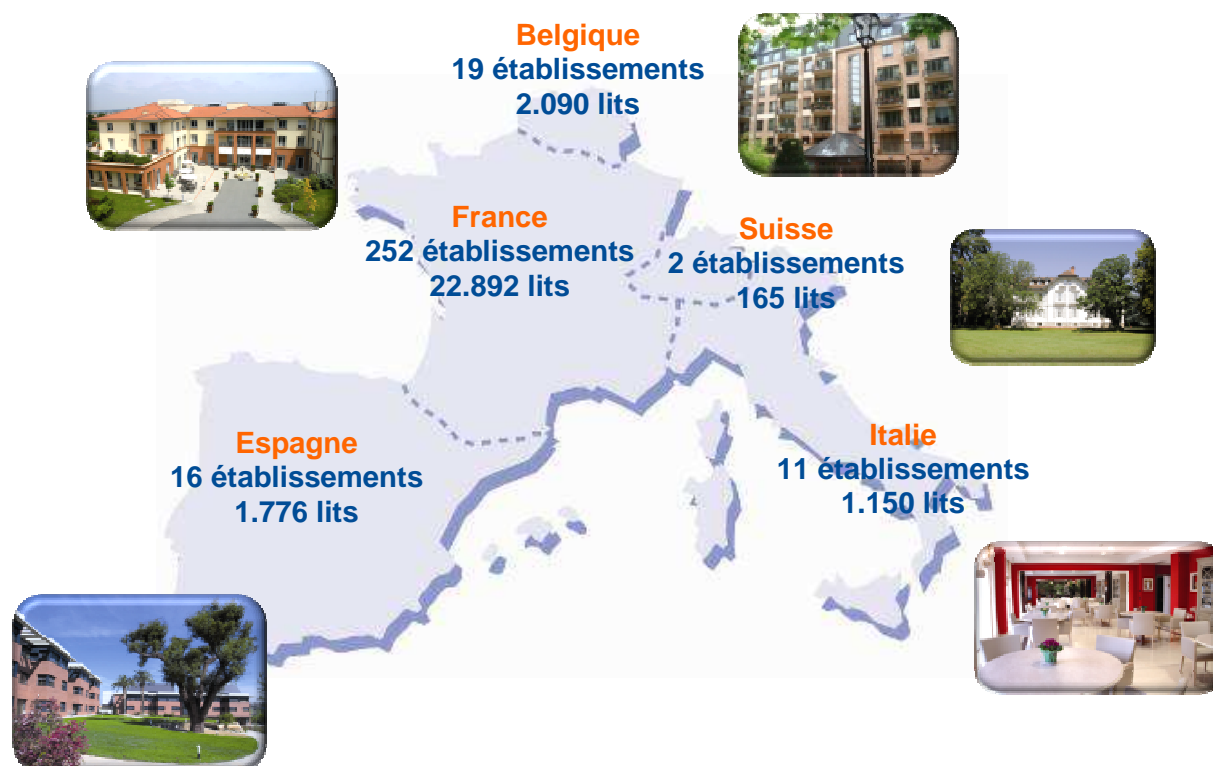 Belgique
19 établissements
2.090 lits
France
252 établissements
22.892 lits
Suisse
2 établissements
165 lits
Espagne
16 établissements
1.776 lits
Italie
11 établissements
1.150 lits